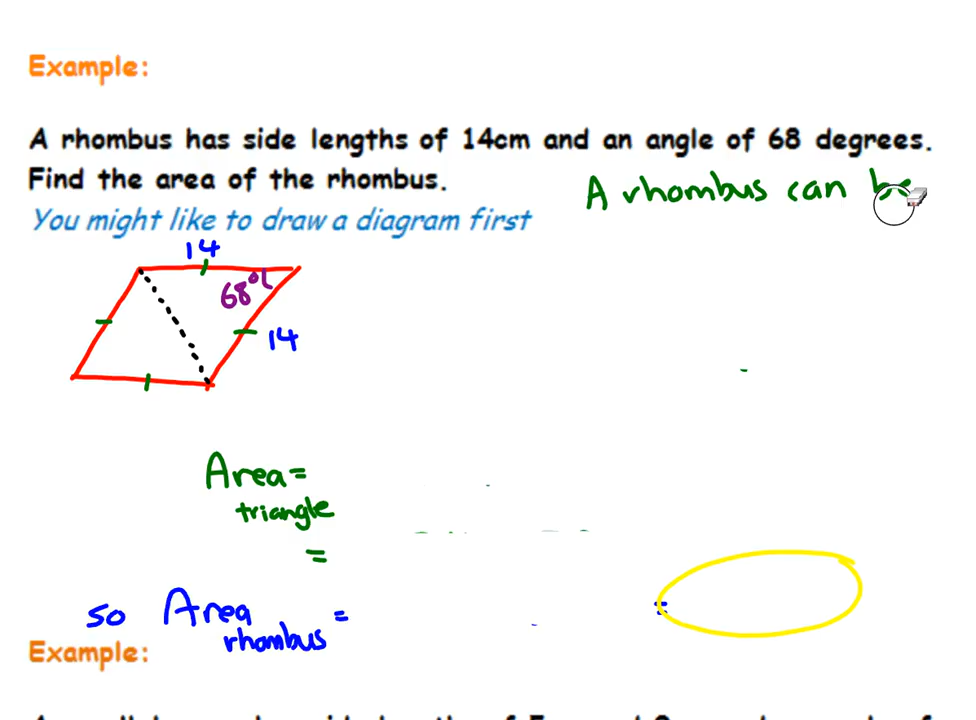 Example:
A rhombus has side lengths of 14cm and an angle of 68 degrees.
Find the area of the rhombus.
A rhombus can be
You might like to draw a diagram first
14
68°
14
Area =
triangle
=
so Area =
rhombus
=
Example: